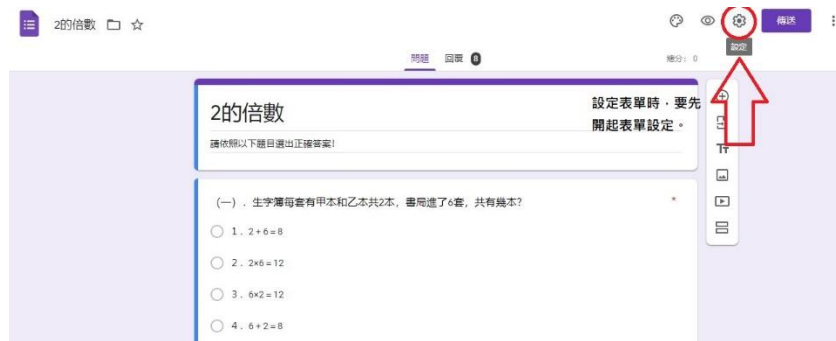 2的倍數
傳送
設定
問題 回覆 8
總分: 0
2的倍數
請依照以下題目選出正確答案!
設定表單時，要先
開起表單設定。
Tт
(一) . 生字簿每套有甲本和乙本共2本, 書局進了6套, 共有幾本? *
1. 2+6=8
2. 2×6=12
3. 6×2=12
4. 6+2=8